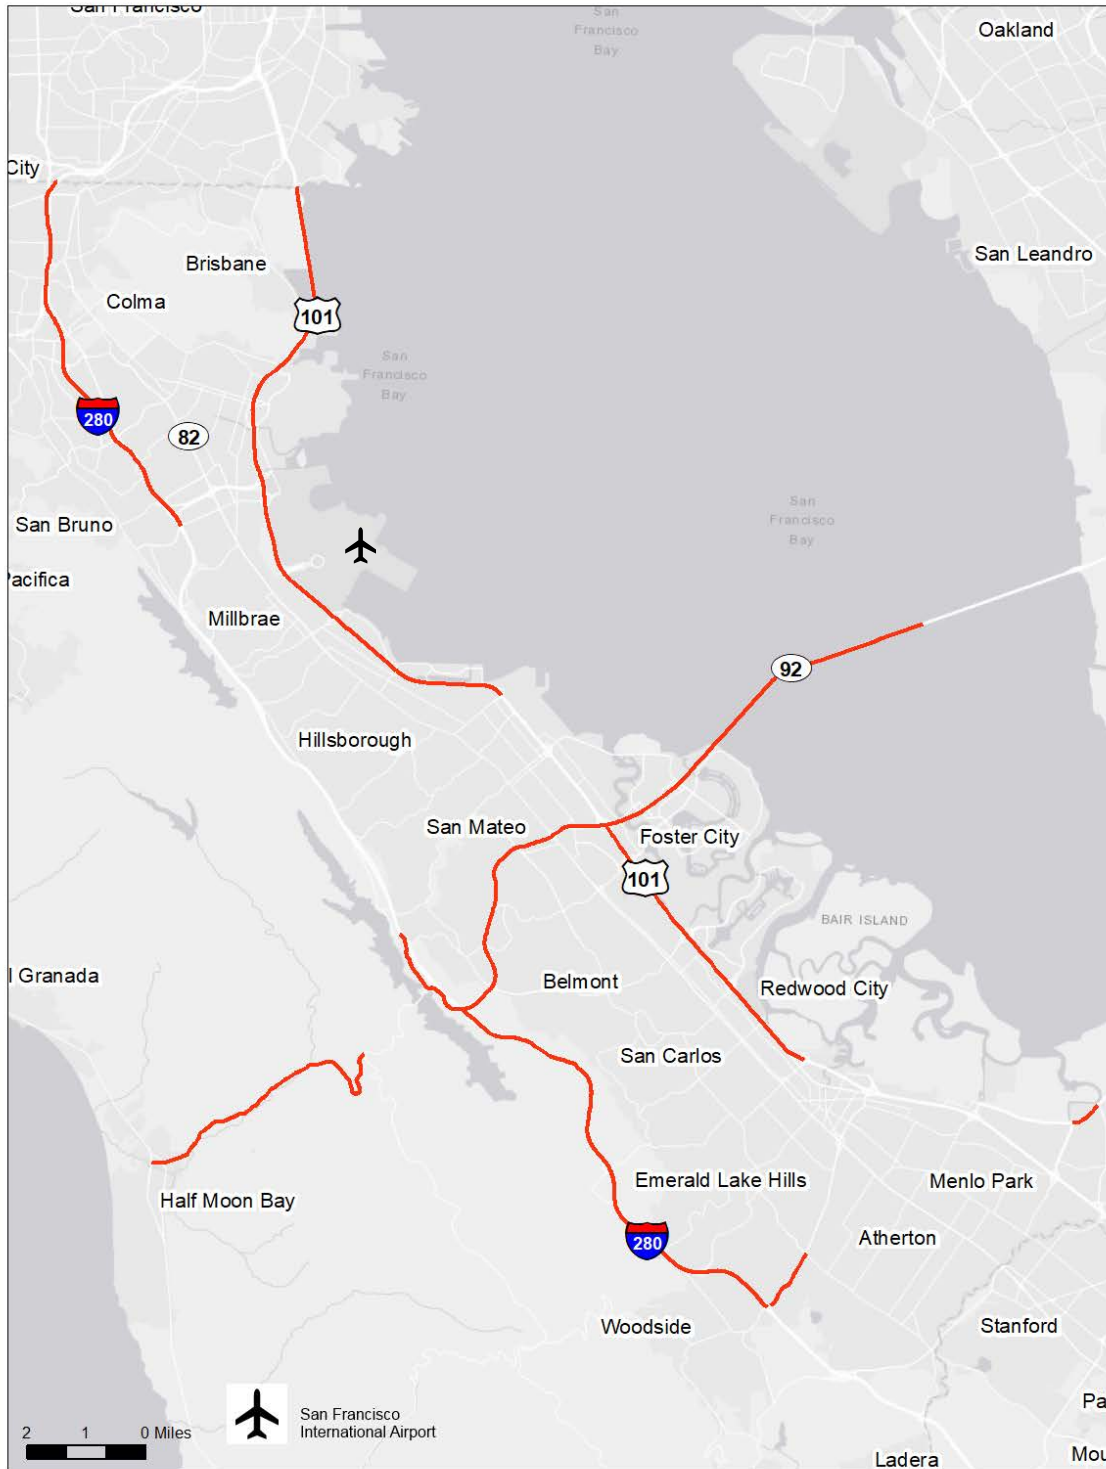 San Francisco
San
Francisco
Bay
Oakland
City
Brisbane
San Leandro
Colma
101
San
Francisco
Bay
280
82
San
Francisco
Bay
San Bruno
Pacifica
Millbrae
92
Hillsborough
San Mateo
Foster City
101
BAIR ISLAND
l Granada
Belmont
Redwood City
San Carlos
Emerald Lake Hills
Menlo Park
Half Moon Bay
280
Atherton
Woodside
Stanford
Pa
San Francisco
International Airport
2 1 0 Miles
Mou
Ladera